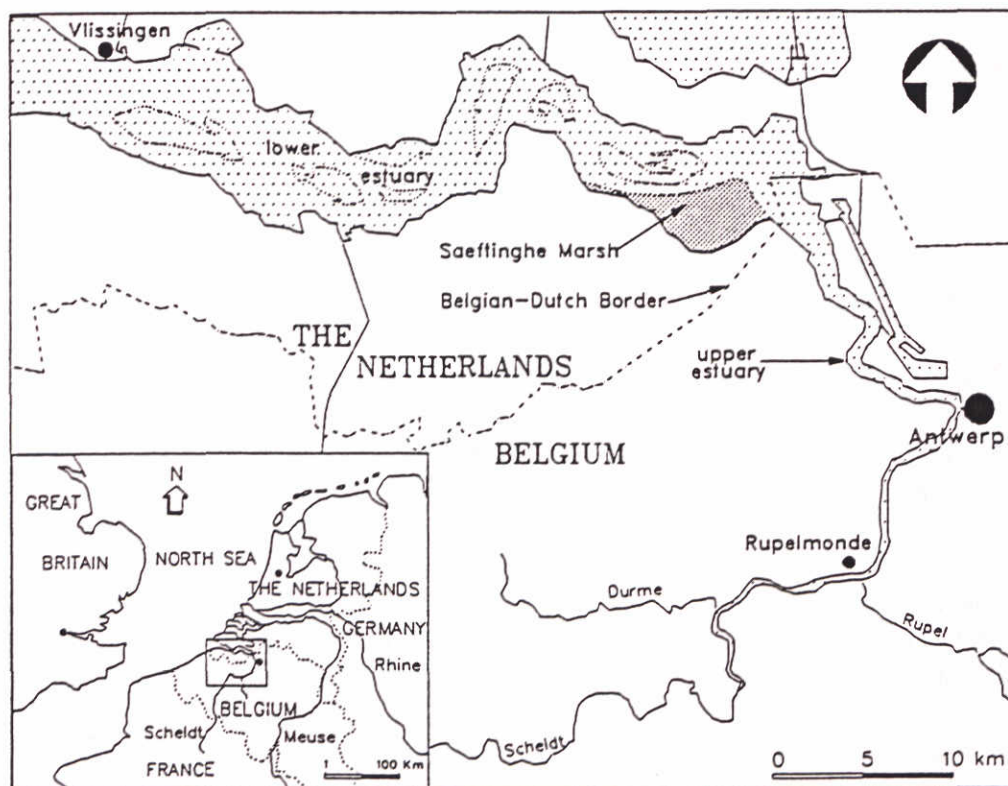 Vlissingen
lower
estuary
Saeftinghe Marsh
Belgian-Dutch Border
THE
NETHERLANDS
upper
estuary
Antwerp
BELGIUM
Rupelmonde
Durme
Rupel
Scheldt
0 5 10 km
N
GREAT
BRITAIN
NORTH SEA
THE NETHERLANDS
GERMANY
Rhine
BELGIUM
Scheldt
Meuse
FRANCE
1 100 Km